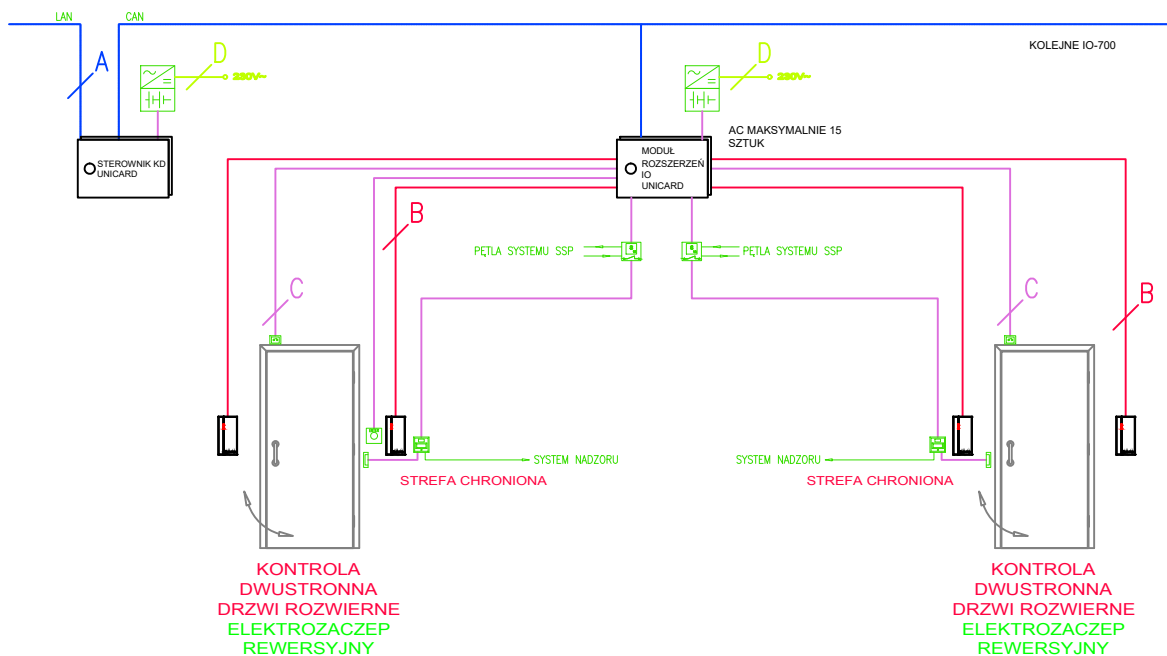 LAN
CAN
KOLEJNE IO-700
A
D
230V~
D
230V~
STEROWNIK KD
UNICARD
MODUŁ
ROZSZERZEŃ
IO
UNICARD
AC MAKSYMALNIE 15
SZTUK
B
PĘTLA SYSTEMU SSP
PĘTLA SYSTEMU SSP
C
C
B
SYSTEM NADZORU
SYSTEM NADZORU
STREFA CHRONIONA
STREFA CHRONIONA
KONTROLA
DWUSTRONNA
DRZWI ROZWIERNE
ELEKTROZACZEP
REWERSYJNY
KONTROLA
DWUSTRONNA
DRZWI ROZWIERNE
ELEKTROZACZEP
REWERSYJNY